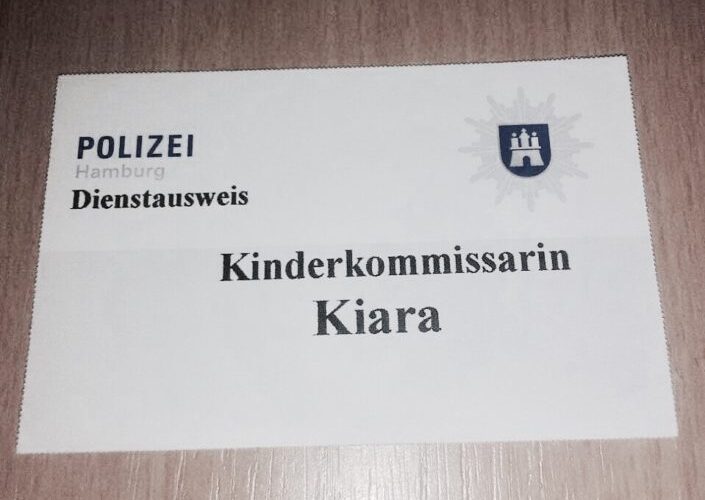 POLIZEI
Hamburg
Dienstausweis
Kinderkommissarin
Kiara